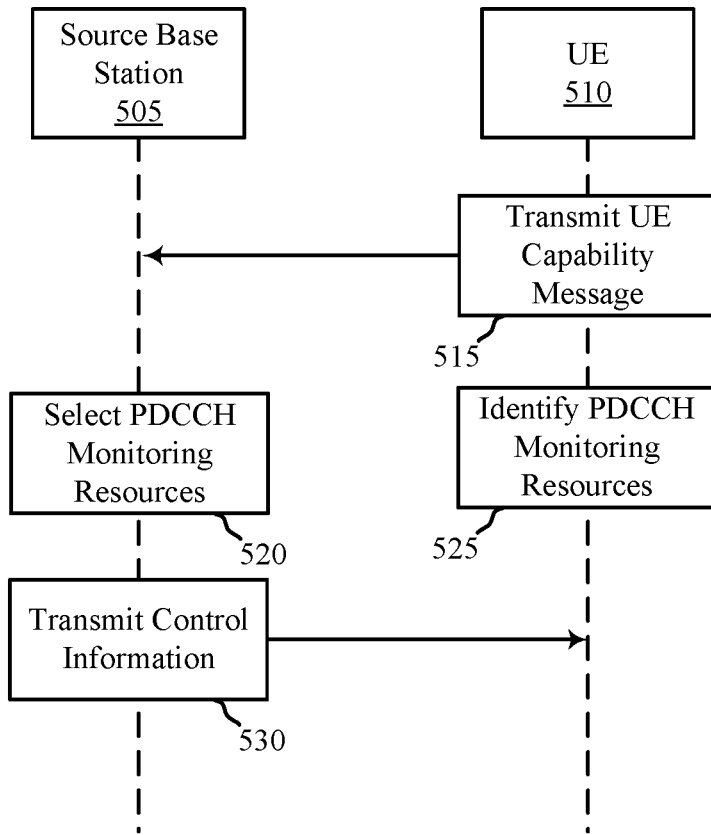 Source Base
Station
505
UE
510
Transmit UE
Capability
Message
515
Select PDCCH
Monitoring
Resources
520
Identify PDCCH
Monitoring
Resources
525
Transmit Control
Information
530